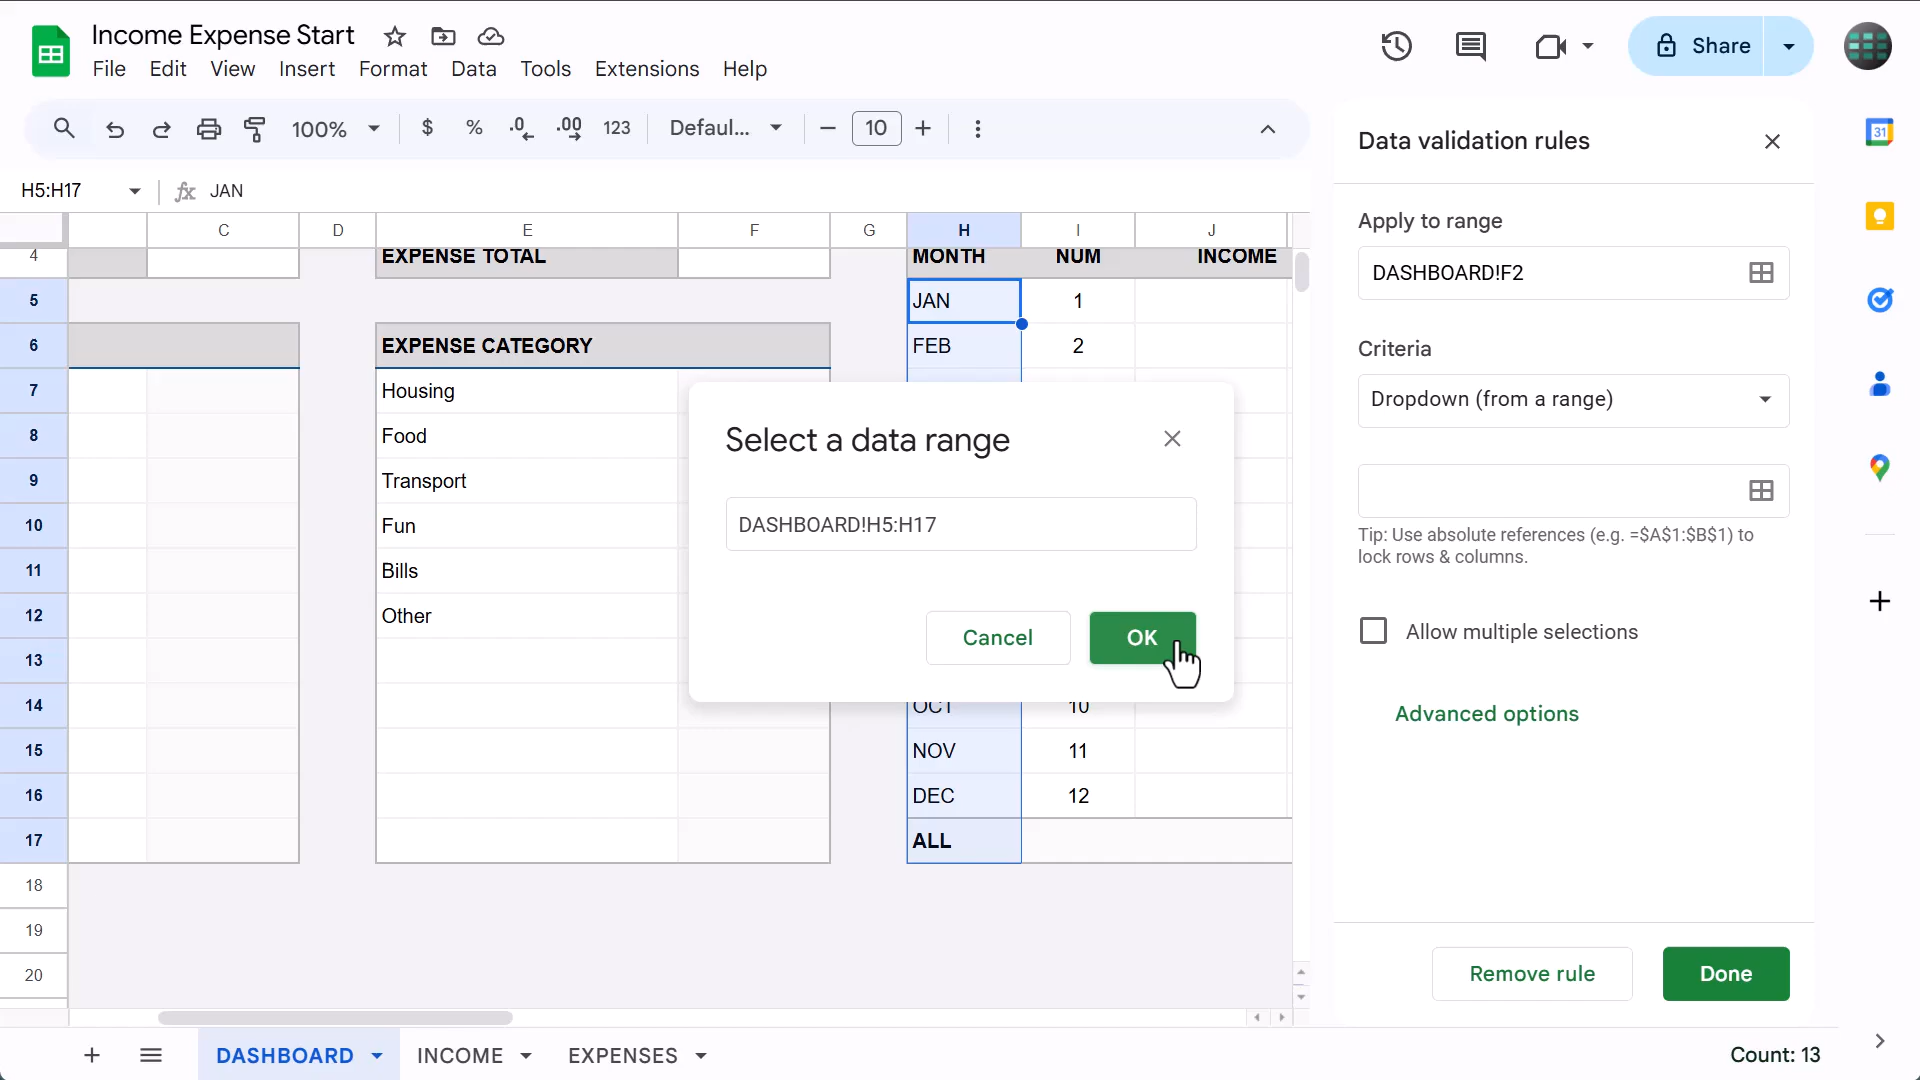 Income Expense Start
File Edit View Insert Format Data Tools Extensions Help
Share
100% $ % .0 .00 123 Defaul... − 10 +
H5:H17 fx JAN
C D E F G H I J
4 EXPENSE TOTAL MONTH NUM INCOME
5 JAN 1
6 EXPENSE CATEGORY FEB 2
7 Housing
8 Food
9 Transport
10 Fun
11 Bills
12 Other
13
14 OCT 10
15 NOV 11
16 DEC 12
17 ALL
18
19
20
Select a data range
DASHBOARD!H5:H17
Cancel OK
Data validation rules
Apply to range
DASHBOARD!F2
Criteria
Dropdown (from a range)
Tip: Use absolute references (e.g. =$A$1:$B$1) to
lock rows & columns.
Allow multiple selections
Advanced options
Remove rule Done
31
DASHBOARD INCOME EXPENSES Count: 13